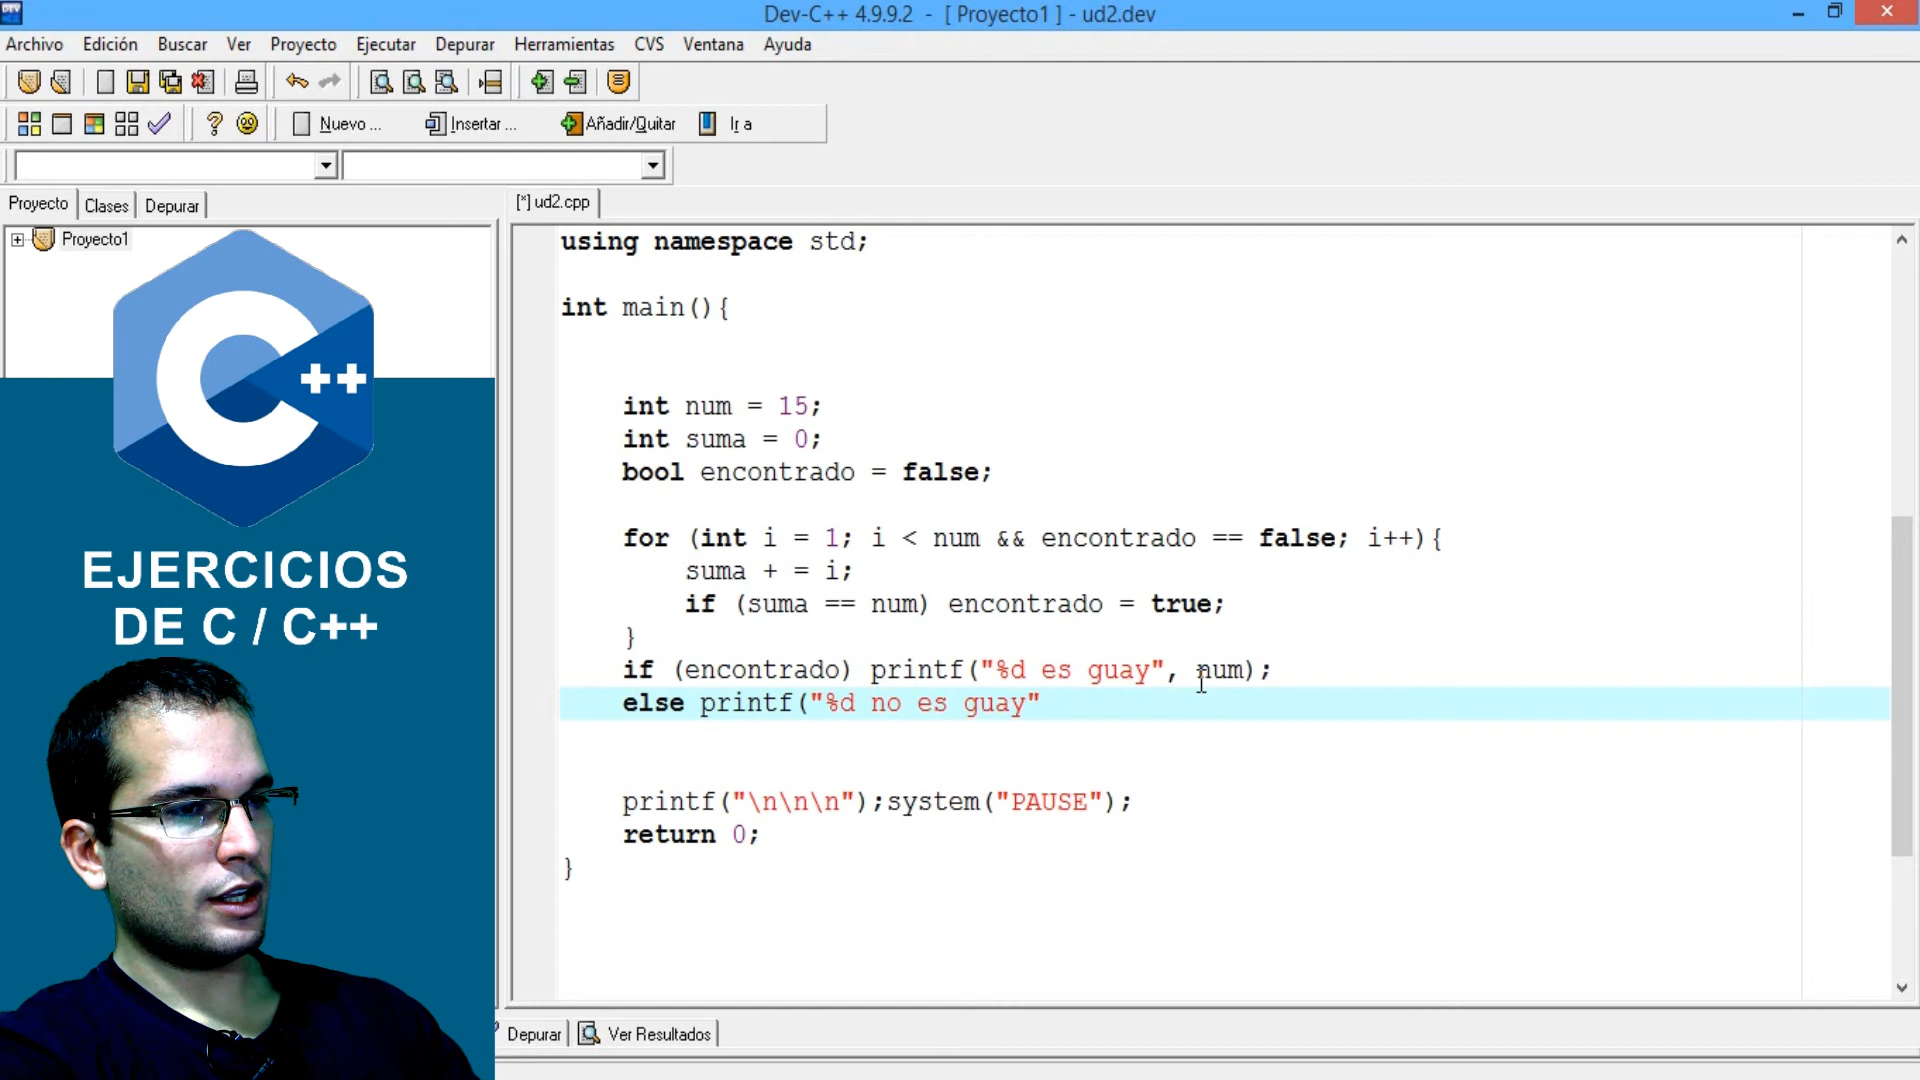 Dev-C++ 4.9.9.2 - [ Proyecto1 ] - ud2.dev
Archivo Edición Buscar Ver Proyecto Ejecutar Depurar Herramientas CVS Ventana Ayuda
Nuevo ... Insertar ... Añadir/Quitar Ir a
Proyecto Clases Depurar
[*] ud2.cpp
Proyecto1
using namespace std;
int main(){
int num = 15;
int suma = 0;
bool encontrado = false;
for (int i = 1; i < num && encontrado == false; i++){
suma + = i;
if (suma == num) encontrado = true;
}
if (encontrado) printf("%d es guay", num);
else printf("%d no es guay"
printf("\n\n\n");system("PAUSE");
return 0;
}
C++
EJERCICIOS
DE C / C++
Depurar Ver Resultados